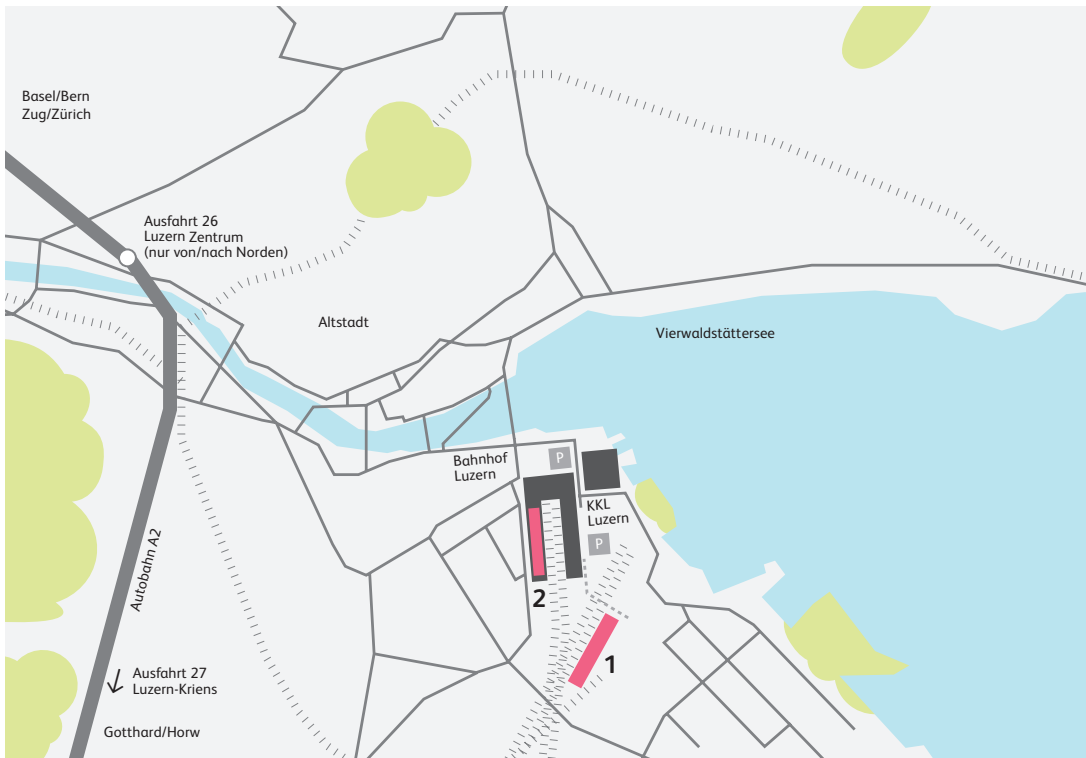 Basel/Bern
Zug/Zürich
Ausfahrt 26
Luzern Zentrum
(nur von/nach Norden)
Altstadt
Vierwaldstättersee
Bahnhof
Luzern
P
KKL
Luzern
P
Autobahn A2
2
1
Ausfahrt 27
Luzern-Kriens
Gotthard/Horw